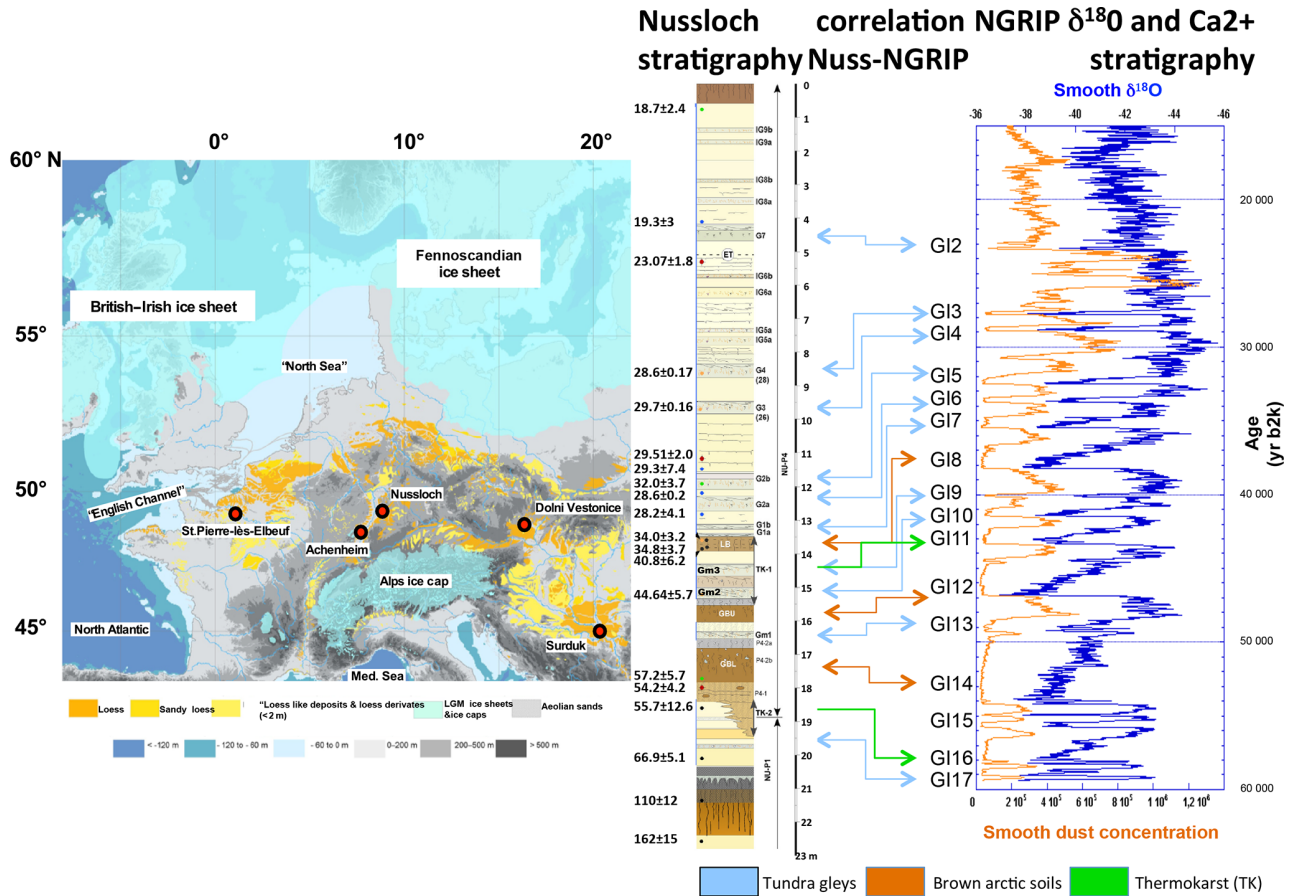 Nussloch
stratigraphy
correlation
Nuss-NGRIP
NGRIP δ¹⁸0 and Ca2+
stratigraphy
0°
10°
20°
60° N
55°
50°
45°
British–Irish ice sheet
Fennoscandian
ice sheet
“North Sea”
“English Channel”
St.Pierre-lès-Elbeuf
Nussloch
Achenheim
Dolni Vestonice
Alps ice cap
North Atlantic
Surduk
Med. Sea
Loess
Sandy loess
“Loess like deposits & loess derivates
(<2 m)
LGM ice sheets
&ice caps
Aeolian sands
< -120 m
- 120 to - 60 m
- 60 to 0 m
0-200 m
200–500 m
> 500 m
18.7±2.4
19.3±3
23.07±1.8
28.6±0.17
29.7±0.16
29.51±2.0
29.3±7.4
32.0±3.7
28.6±0.2
28.2±4.1
34.0±3.2
34.8±3.7
40.8±6.2
44.64±5.7
57.2±5.7
54.2±4.2
55.7±12.6
66.9±5.1
110±12
162±15
IG9b
IG9a
IG8b
IG8a
G7
ET
IG6b
IG6a
IG5a
IG5a
G4
(28)
G3
(26)
G2b
G2a
G1b
G1a
LB
Gm3
TK-1
Gm2
GBU
Gm1
P4-2a
P4-2b
GBL
P4-1
TK-2
NU-P4
NU-P1
0
1
2
3
4
5
6
7
8
9
10
11
12
13
14
15
16
17
18
19
20
21
22
23 m
GI2
GI3
GI4
GI5
GI6
GI7
GI8
GI9
GI10
GI11
GI12
GI13
GI14
GI15
GI16
GI17
Smooth δ¹⁸O
-36
-38
-40
-42
-44
-46
20 000
30 000
40 000
50 000
60 000
Age
(yr b2k)
0
2 10⁵
4 10⁵
6 10⁵
8 10⁵
1 10⁶
1,2 10⁶
Smooth dust concentration
Tundra gleys
Brown arctic soils
Thermokarst (TK)